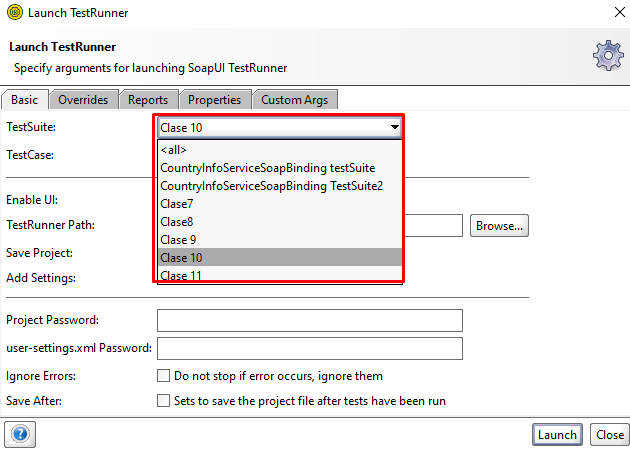 Launch TestRunner
Launch TestRunner
Specify arguments for launching SoapUI TestRunner
Basic Overrides Reports Properties Custom Args
TestSuite: Clase 10
TestCase: <all>
CountryInfoServiceSoapBinding testSuite
CountryInfoServiceSoapBinding TestSuite2
Enable UI: Clase7
TestRunner Path: Clase8 Browse...
Clase 9
Save Project: Clase 10
Add Settings: Clase 11
Project Password:
user-settings.xml Password:
Ignore Errors: Do not stop if error occurs, ignore them
Save After: Sets to save the project file after tests have been run
? Launch Close